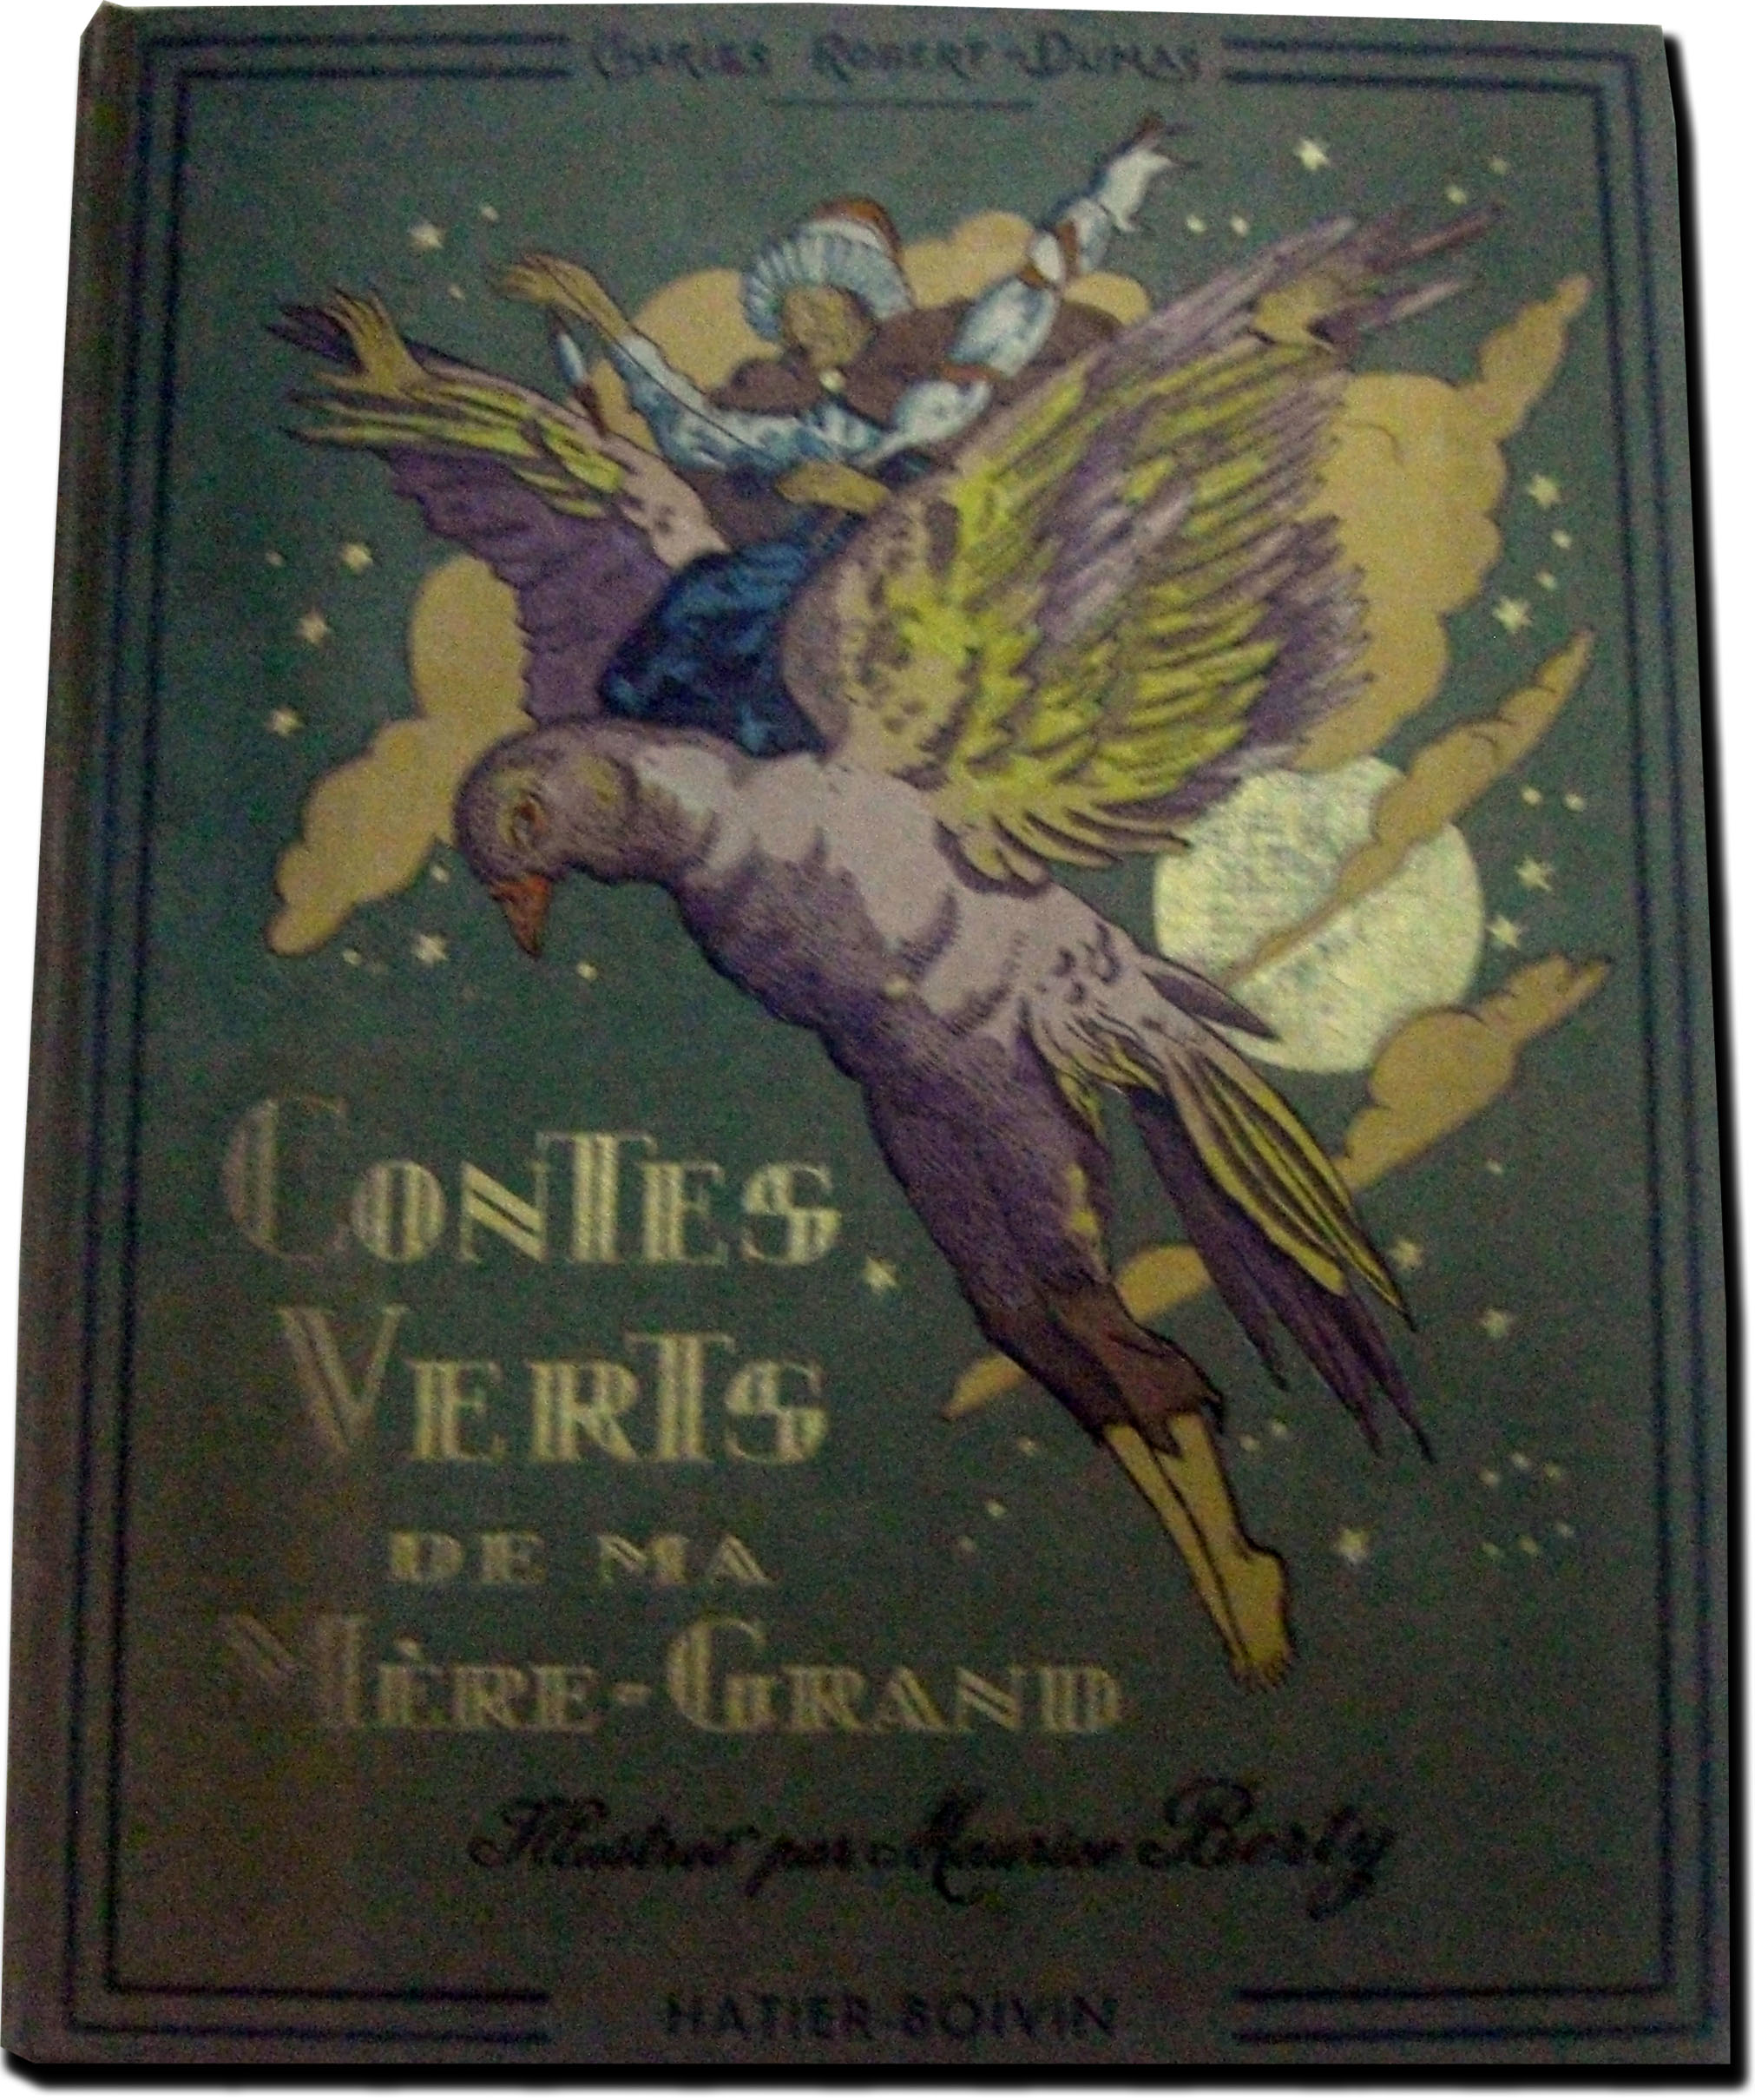 CHARLES ROBERT-DUMAS
CONTES
VERTS
DE MA
MÈRE-GRAND
Illustré par Maurice Berty
HATIER-BOIVIN